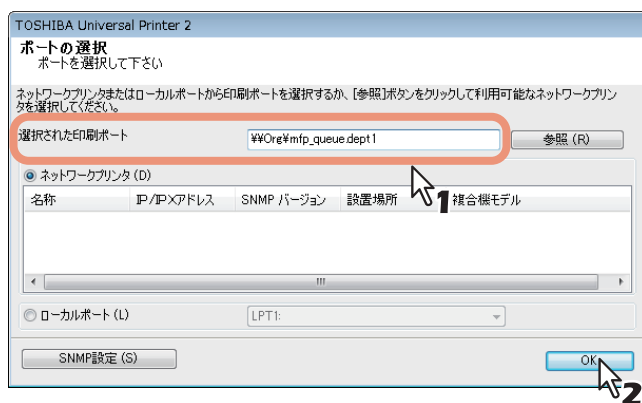 TOSHIBA Universal Printer 2
ポートの選択
ポートを選択して下さい
ネットワークプリンタまたはローカルポートから印刷ポートを選択するか、[参照]ボタンをクリックして利用可能なネットワークプリン
タを選択してください。
選択された印刷ポート ¥¥Org¥mfp_queue.dept1 参照 (R)
ネットワークプリンタ (D)
名称 IP/IPXアドレス SNMP バージョン 設置場所 複合機モデル
1
ローカルポート (L) LPT1:
SNMP設定 (S) OK
2